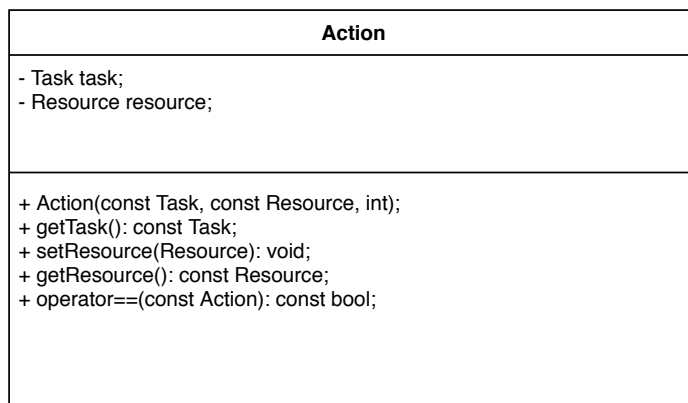 Action
- Task task;
- Resource resource;
+ Action(const Task, const Resource, int);
+ getTask(): const Task;
+ setResource(Resource): void;
+ getResource(): const Resource;
+ operator==(const Action): const bool;